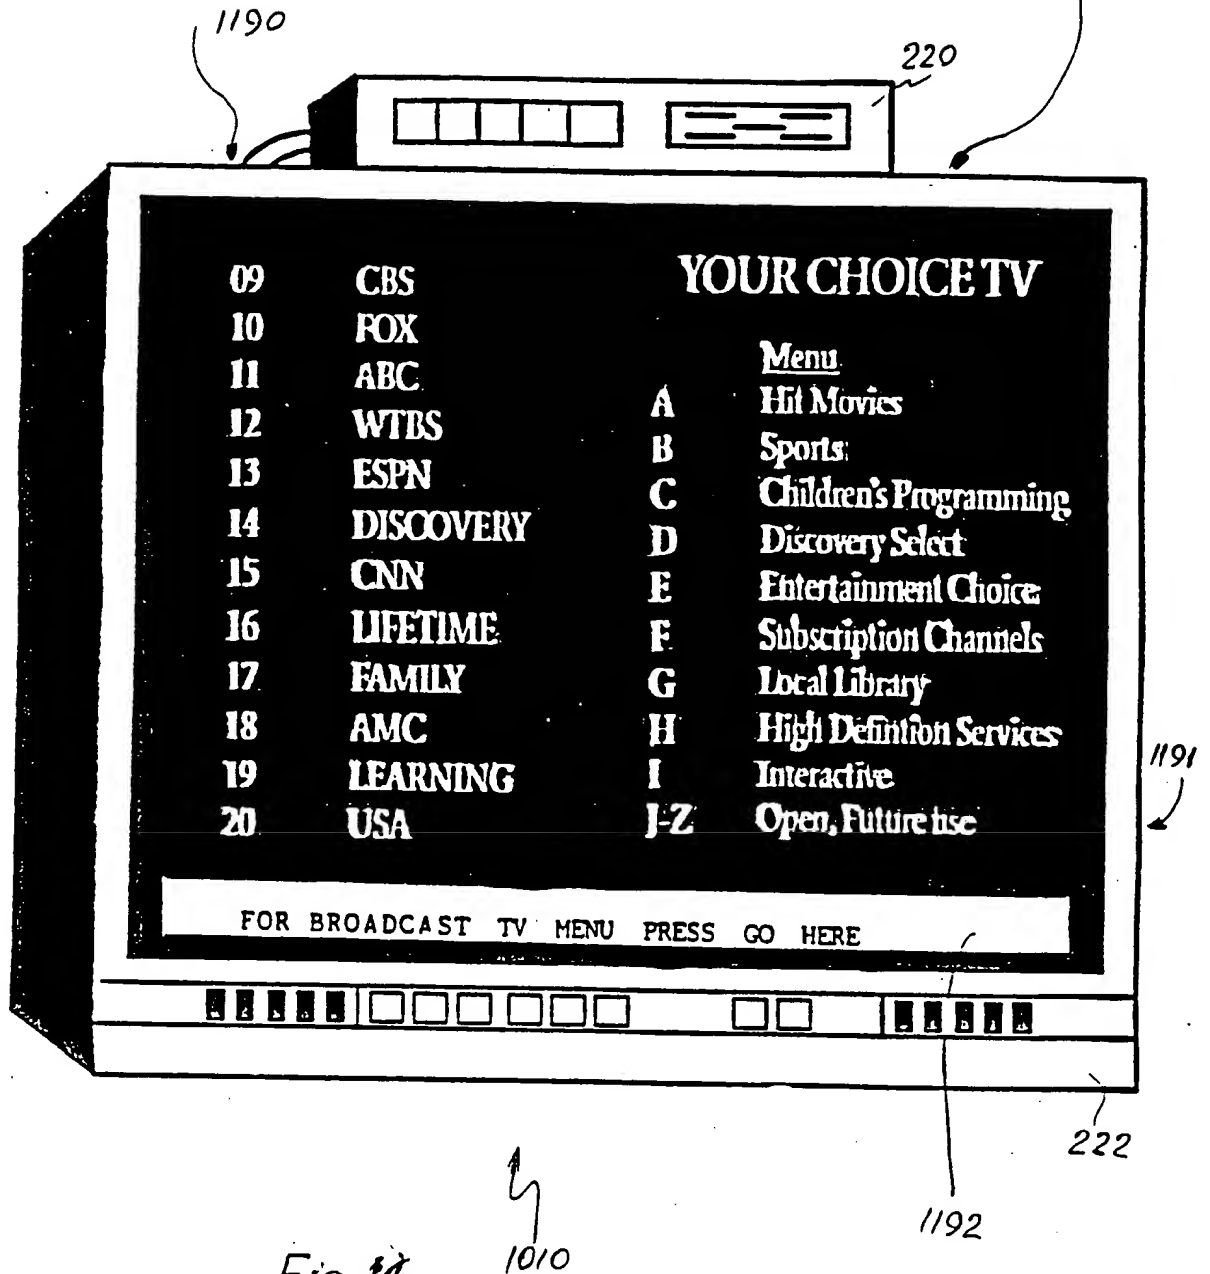 1190
220
09 CBS
10 FOX
11 ABC
12 WTBS
13 ESPN
14 DISCOVERY
15 CNN
16 LIFETIME
17 FAMILY
18 AMC
19 LEARNING
20 USA
YOUR CHOICE TV
Menu
A Hit Movies
B Sports
C Children's Programming
D Discovery Select
E Entertainment Choice
F Subscription Channels
G Local Library
H High Defintion Services
I Interactive
J-Z Open, Future use
1191
FOR BROADCAST TV MENU PRESS GO HERE
222
1192
1010
Fig.